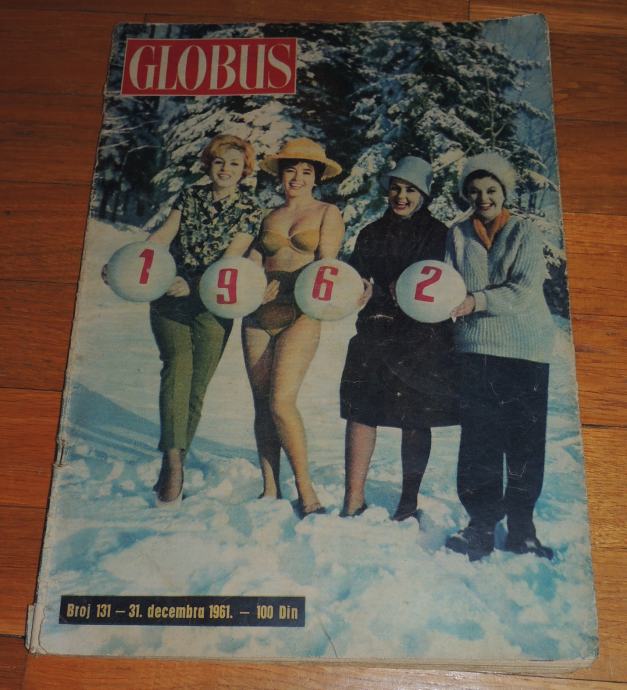 GLOBUS
1 9 6 2
Broj 131 — 31. decembra 1961. — 100 Din